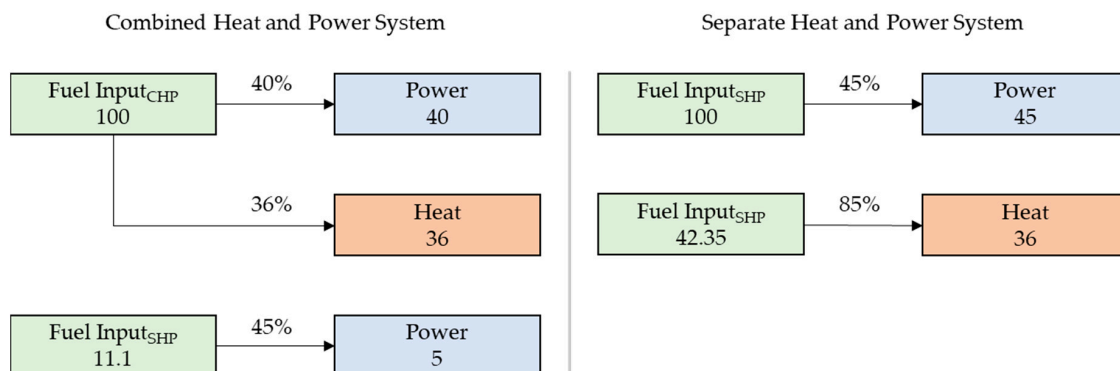 Combined Heat and Power System
Separate Heat and Power System
Fuel InputCHP
100
40%
Power
40
Fuel InputSHP
100
45%
Power
45
36%
Heat
36
Fuel InputSHP
42.35
85%
Heat
36
Fuel InputSHP
11.1
45%
Power
5